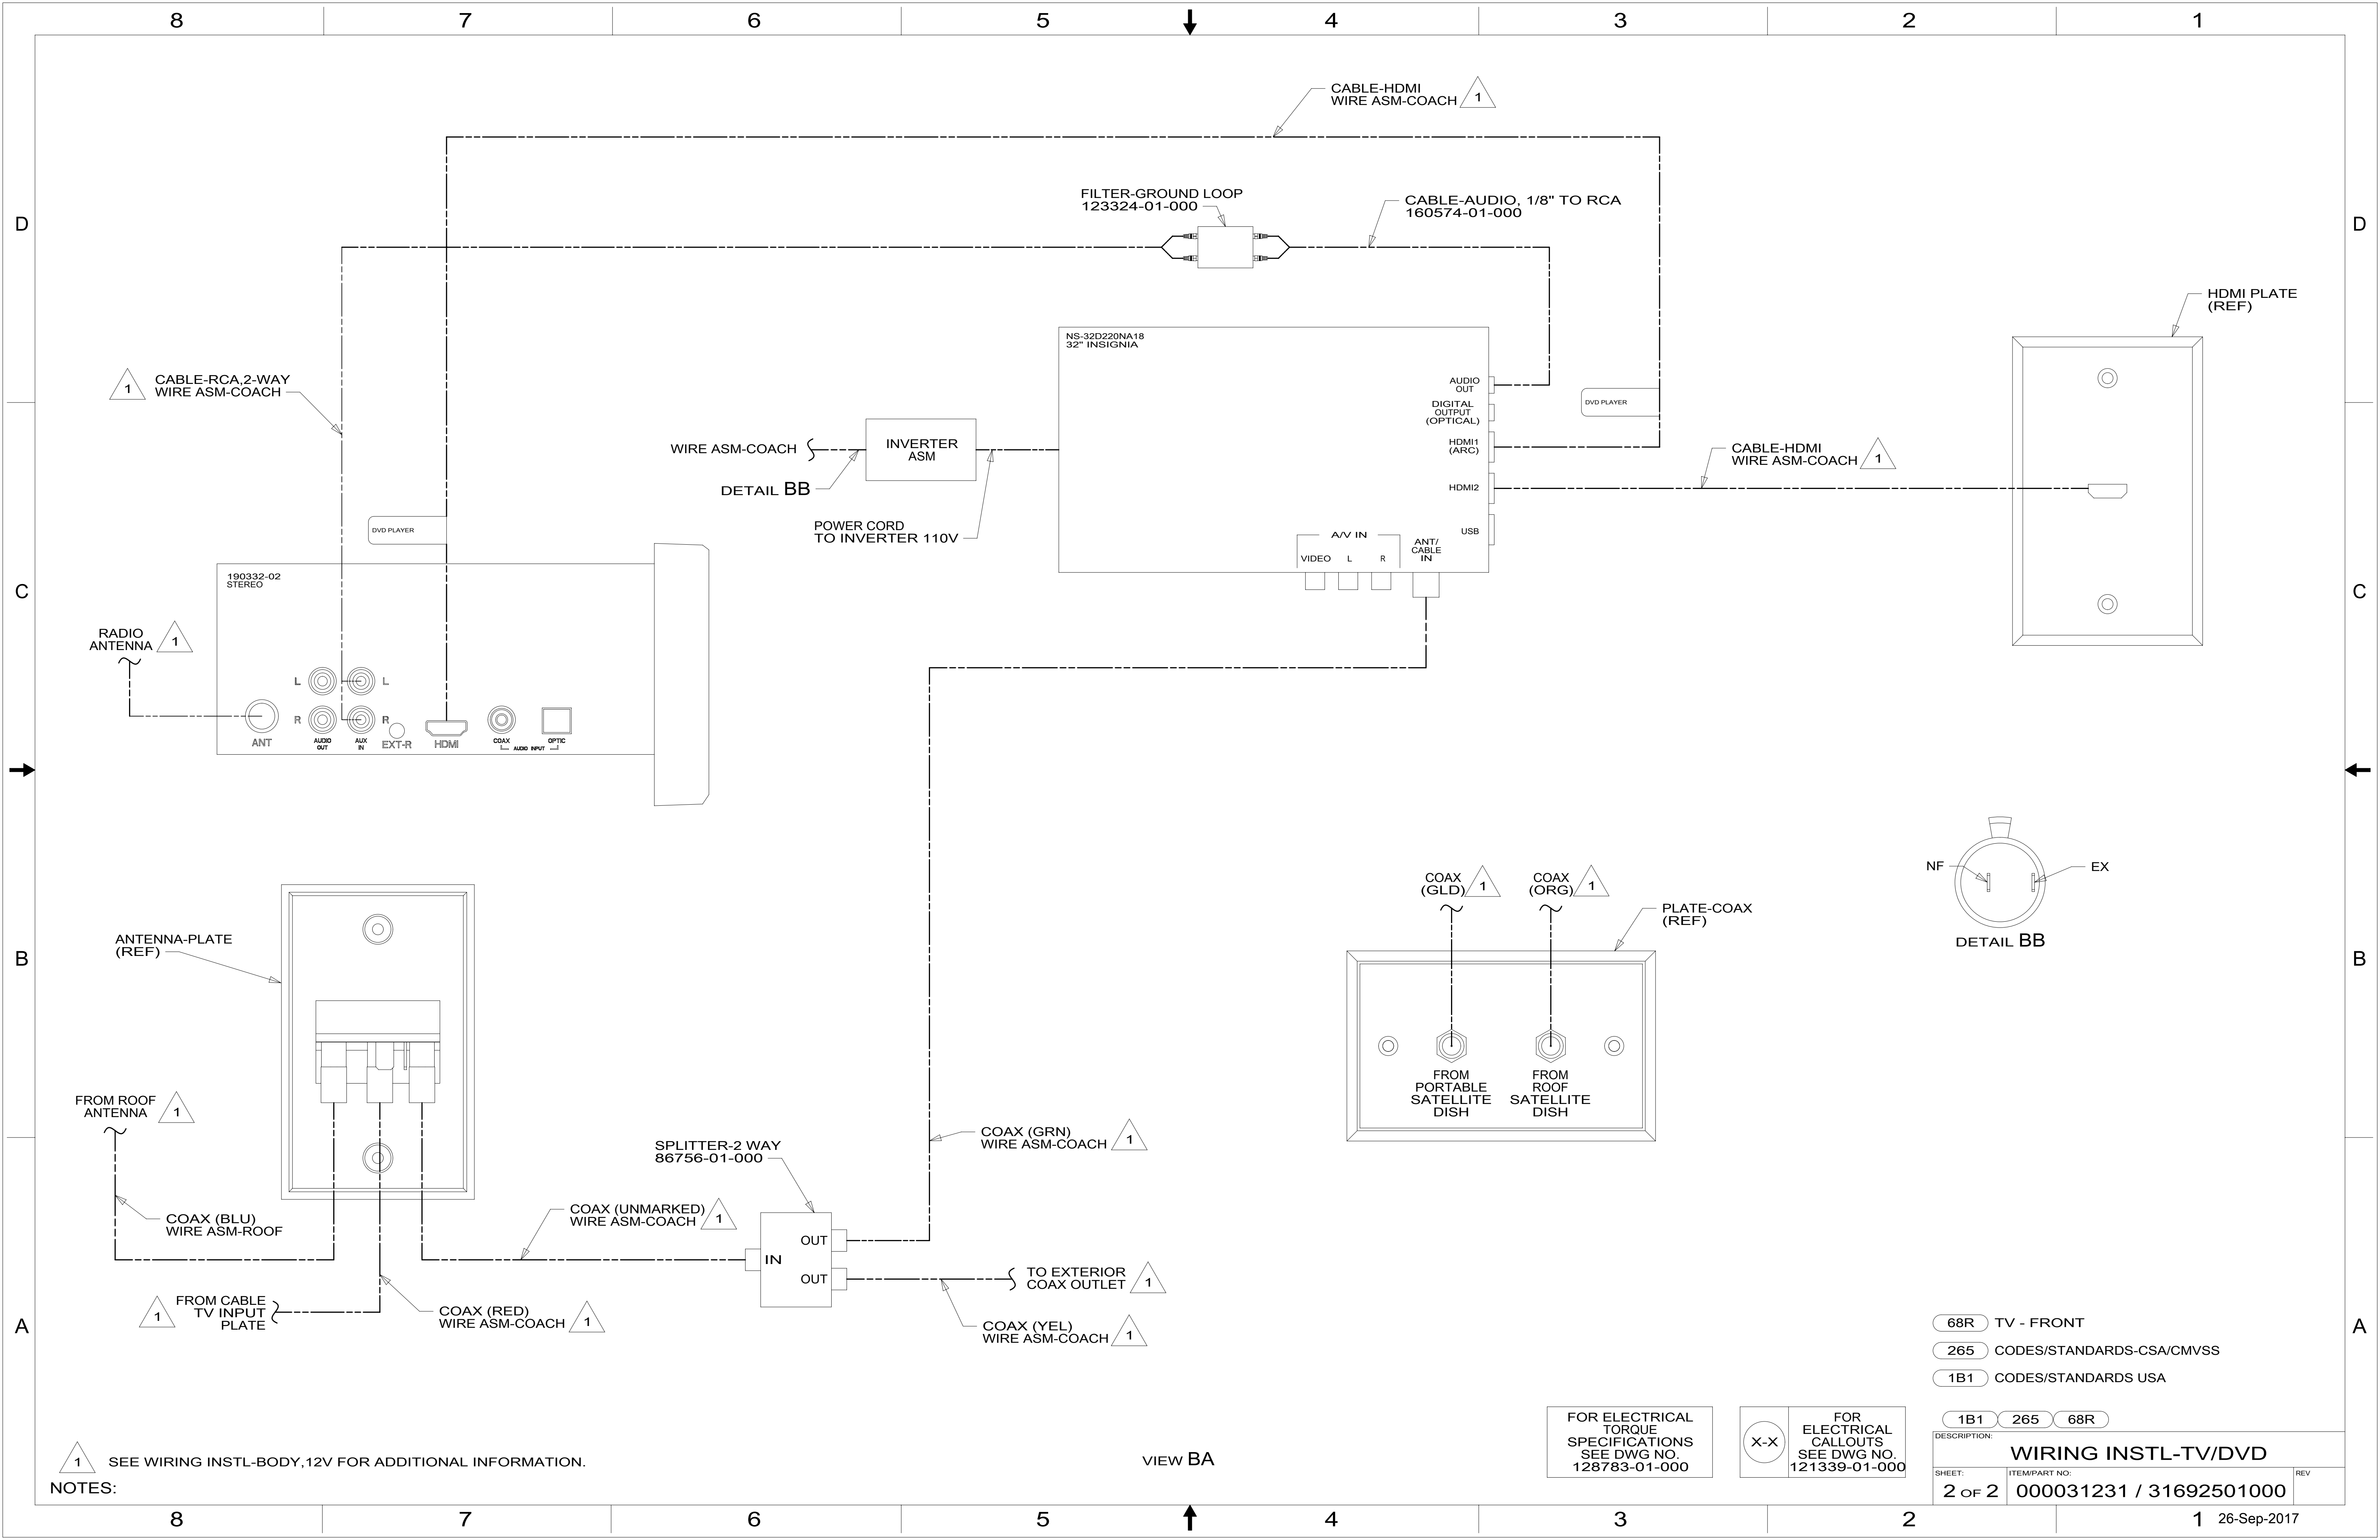 8 7 6 5 4 3 2 1
CABLE-HDMI
WIRE ASM-COACH 1
FILTER-GROUND LOOP
123324-01-000
CABLE-AUDIO, 1/8" TO RCA
160574-01-000
D D
HDMI PLATE
(REF)
NS-32D220NA18
32" INSIGNIA
1 CABLE-RCA,2-WAY
WIRE ASM-COACH
AUDIO
OUT
DIGITAL
OUTPUT
(OPTICAL)
HDMI1
(ARC)
HDMI2
USB
DVD PLAYER
WIRE ASM-COACH
INVERTER
ASM
DETAIL BB
POWER CORD
TO INVERTER 110V
CABLE-HDMI
WIRE ASM-COACH 1
A/V IN
VIDEO L R
ANT/
CABLE
IN
DVD PLAYER
190332-02
STEREO
C C
RADIO
ANTENNA 1
L L
R R
ANT
AUDIO
OUT
AUX
IN
EXT-R
HDMI
COAX OPTIC
AUDIO INPUT
NF EX
DETAIL BB
COAX
(GLD) 1
COAX
(ORG) 1
PLATE-COAX
(REF)
ANTENNA-PLATE
(REF)
B B
FROM
PORTABLE
SATELLITE
DISH
FROM
ROOF
SATELLITE
DISH
FROM ROOF
ANTENNA 1
COAX (BLU)
WIRE ASM-ROOF
SPLITTER-2 WAY
86756-01-000
COAX (GRN)
WIRE ASM-COACH 1
COAX (UNMARKED)
WIRE ASM-COACH 1
IN
OUT
OUT
TO EXTERIOR
COAX OUTLET 1
1 FROM CABLE
TV INPUT
PLATE
COAX (RED)
WIRE ASM-COACH 1
COAX (YEL)
WIRE ASM-COACH 1
A A
68R TV - FRONT
265 CODES/STANDARDS-CSA/CMVSS
1B1 CODES/STANDARDS USA
1B1 265 68R
FOR ELECTRICAL
TORQUE
SPECIFICATIONS
SEE DWG NO.
128783-01-000
X-X
FOR
ELECTRICAL
CALLOUTS
SEE DWG NO.
121339-01-000
DESCRIPTION:
WIRING INSTL-TV/DVD
SHEET:
2 OF 2
ITEM/PART NO:
000031231 / 31692501000
REV
1 SEE WIRING INSTL-BODY,12V FOR ADDITIONAL INFORMATION.
NOTES:
VIEW BA
8 7 6 5 4 3 2 1
26-Sep-2017